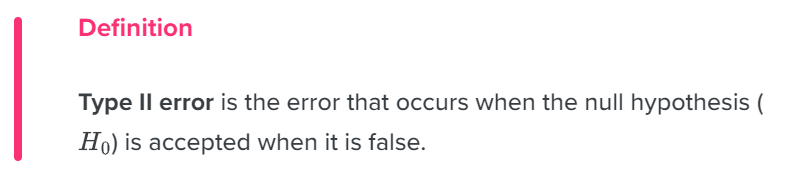 Definition
Type II error is the error that occurs when the null hypothesis (
H₀) is accepted when it is false.